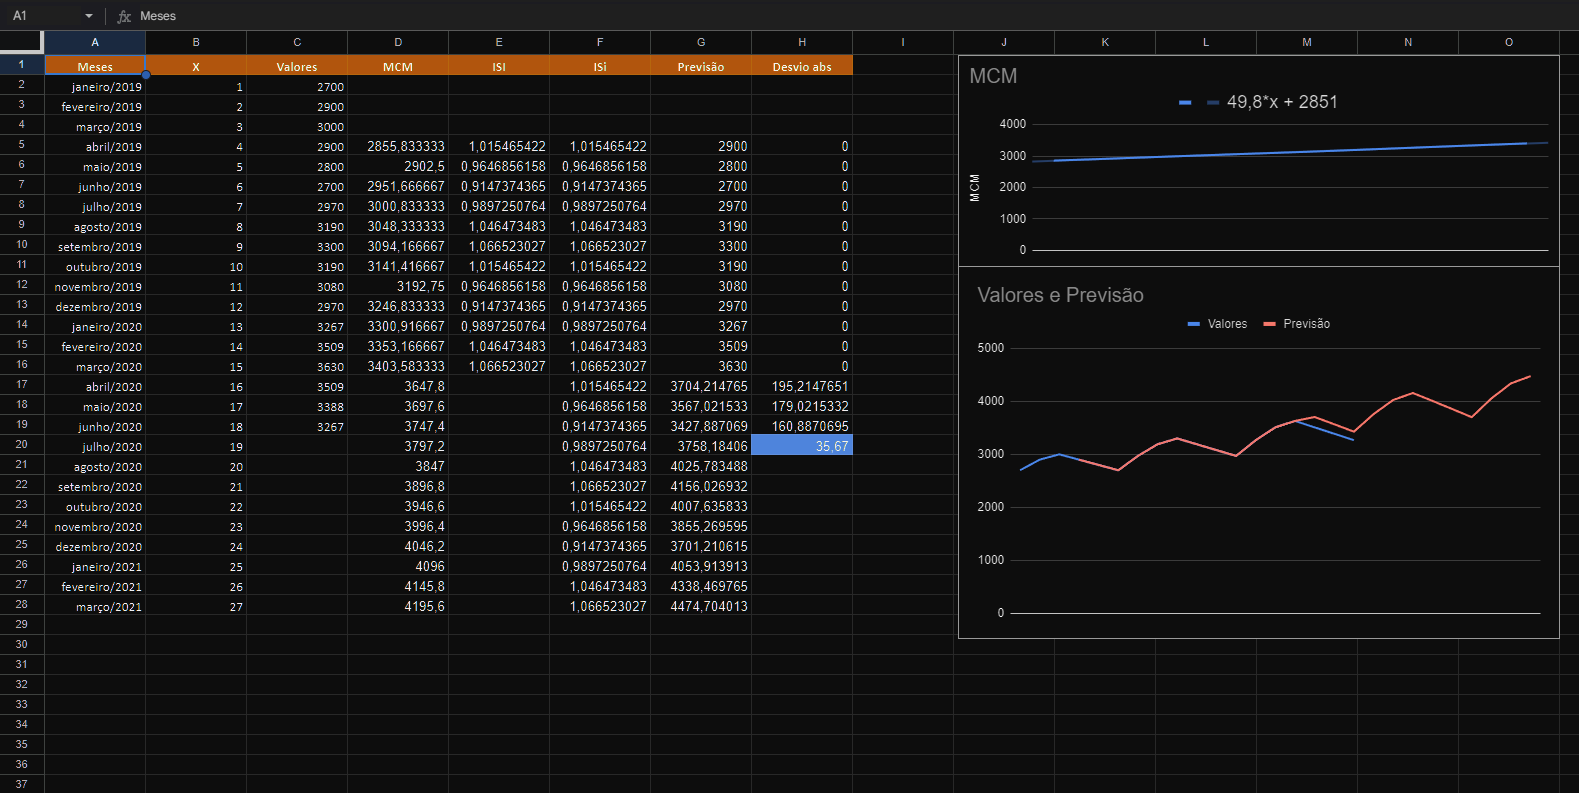 A1 fx Meses
A B C D E F G H I J K L M N O
1 Meses X Valores MCM ISI ISi Previsão Desvio abs
2 janeiro/2019 1 2700
3 fevereiro/2019 2 2900
4 março/2019 3 3000
5 abril/2019 4 2900 2855,833333 1,015465422 1,015465422 2900 0
6 maio/2019 5 2800 2902,5 0,9646856158 0,9646856158 2800 0
7 junho/2019 6 2700 2951,666667 0,9147374365 0,9147374365 2700 0
8 julho/2019 7 2970 3000,833333 0,9897250764 0,9897250764 2970 0
9 agosto/2019 8 3190 3048,333333 1,046473483 1,046473483 3190 0
10 setembro/2019 9 3300 3094,166667 1,066523027 1,066523027 3300 0
11 outubro/2019 10 3190 3141,416667 1,015465422 1,015465422 3190 0
12 novembro/2019 11 3080 3192,75 0,9646856158 0,9646856158 3080 0
13 dezembro/2019 12 2970 3246,833333 0,9147374365 0,9147374365 2970 0
14 janeiro/2020 13 3267 3300,916667 0,9897250764 0,9897250764 3267 0
15 fevereiro/2020 14 3509 3353,166667 1,046473483 1,046473483 3509 0
16 março/2020 15 3630 3403,583333 1,066523027 1,066523027 3630 0
17 abril/2020 16 3509 3647,8 1,015465422 3704,214765 195,2147651
18 maio/2020 17 3388 3697,6 0,9646856158 3567,021533 179,0215332
19 junho/2020 18 3267 3747,4 0,9147374365 3427,887069 160,8870695
20 julho/2020 19 3797,2 0,9897250764 3758,18406 35,67
21 agosto/2020 20 3847 1,046473483 4025,783488
22 setembro/2020 21 3896,8 1,066523027 4156,026932
23 outubro/2020 22 3946,6 1,015465422 4007,635833
24 novembro/2020 23 3996,4 0,9646856158 3855,269595
25 dezembro/2020 24 4046,2 0,9147374365 3701,210615
26 janeiro/2021 25 4096 0,9897250764 4053,913913
27 fevereiro/2021 26 4145,8 1,046473483 4338,469765
28 março/2021 27 4195,6 1,066523027 4474,704013
29
30
31
32
33
34
35
36
37
MCM
49,8*x + 2851
4000
3000
2000
1000
0
MCM
Valores e Previsão
Valores Previsão
5000
4000
3000
2000
1000
0